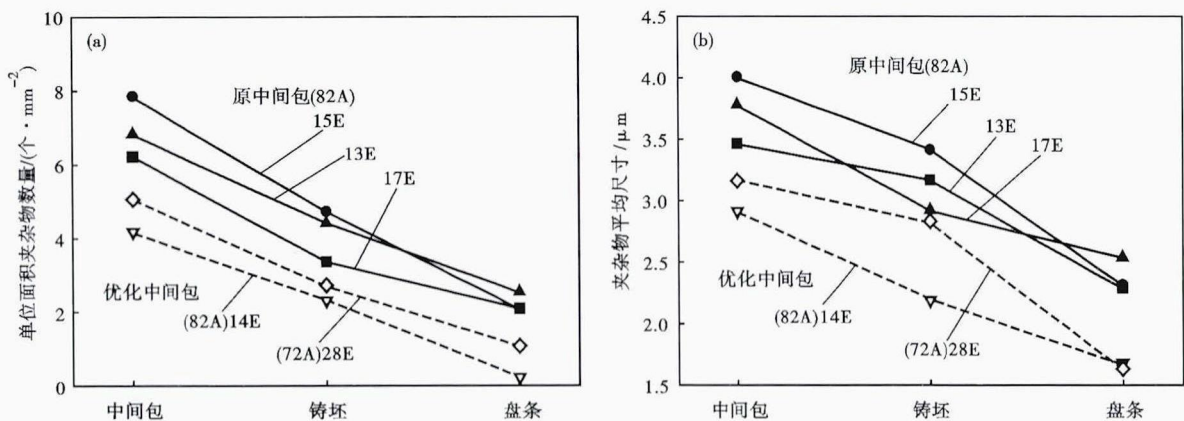 单位面积夹杂物数量/(个·mm⁻²)
10
8
6
4
2
0
(a)
原中间包(82A)
15E
13E
17E
优化中间包
(82A)14E
(72A)28E
中间包
铸坯
盘条
夹杂物平均尺寸/μm
4.5
4.0
3.5
3.0
2.5
2.0
1.5
(b)
原中间包(82A)
15E
13E
17E
优化中间包
(82A)14E
(72A)28E
中间包
铸坯
盘条